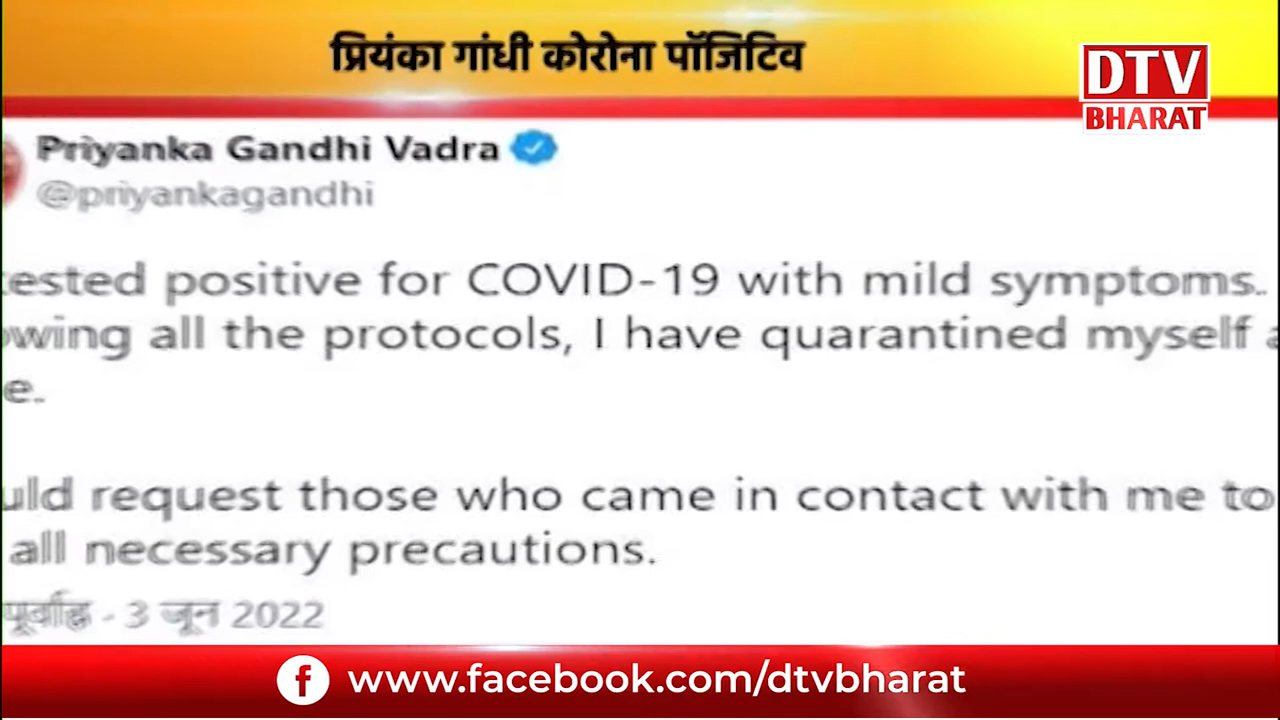 प्रियंका गांधी कोरोना पॉजिटिव
DTV
BHARAT
Priyanka Gandhi Vadra
@priyankagandhi
tested positive for COVID-19 with mild symptoms.
owing all the protocols, I have quarantined myself a
e.
uld request those who came in contact with me to
all necessary precautions.
पूर्वाह्न - 3 जून 2022
www.facebook.com/dtvbharat